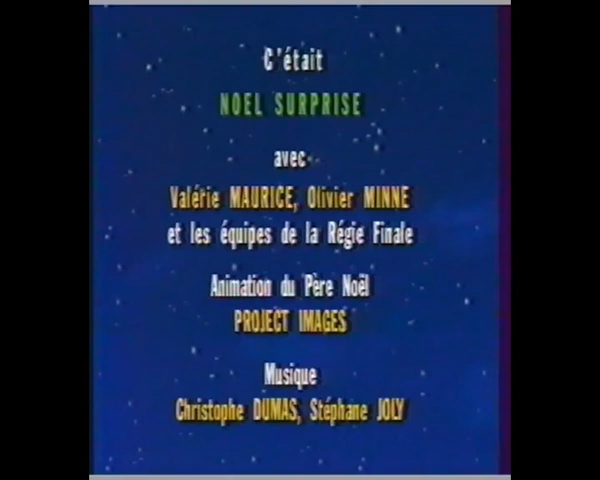 C'était
NOEL SURPRISE
avec
Valérie MAURICE, Olivier MINNE
et les équipes de la Régie Finale
Animation du Père Noël
PROJECT IMAGES
Musique
Christophe DUMAS, Stéphane JOLY